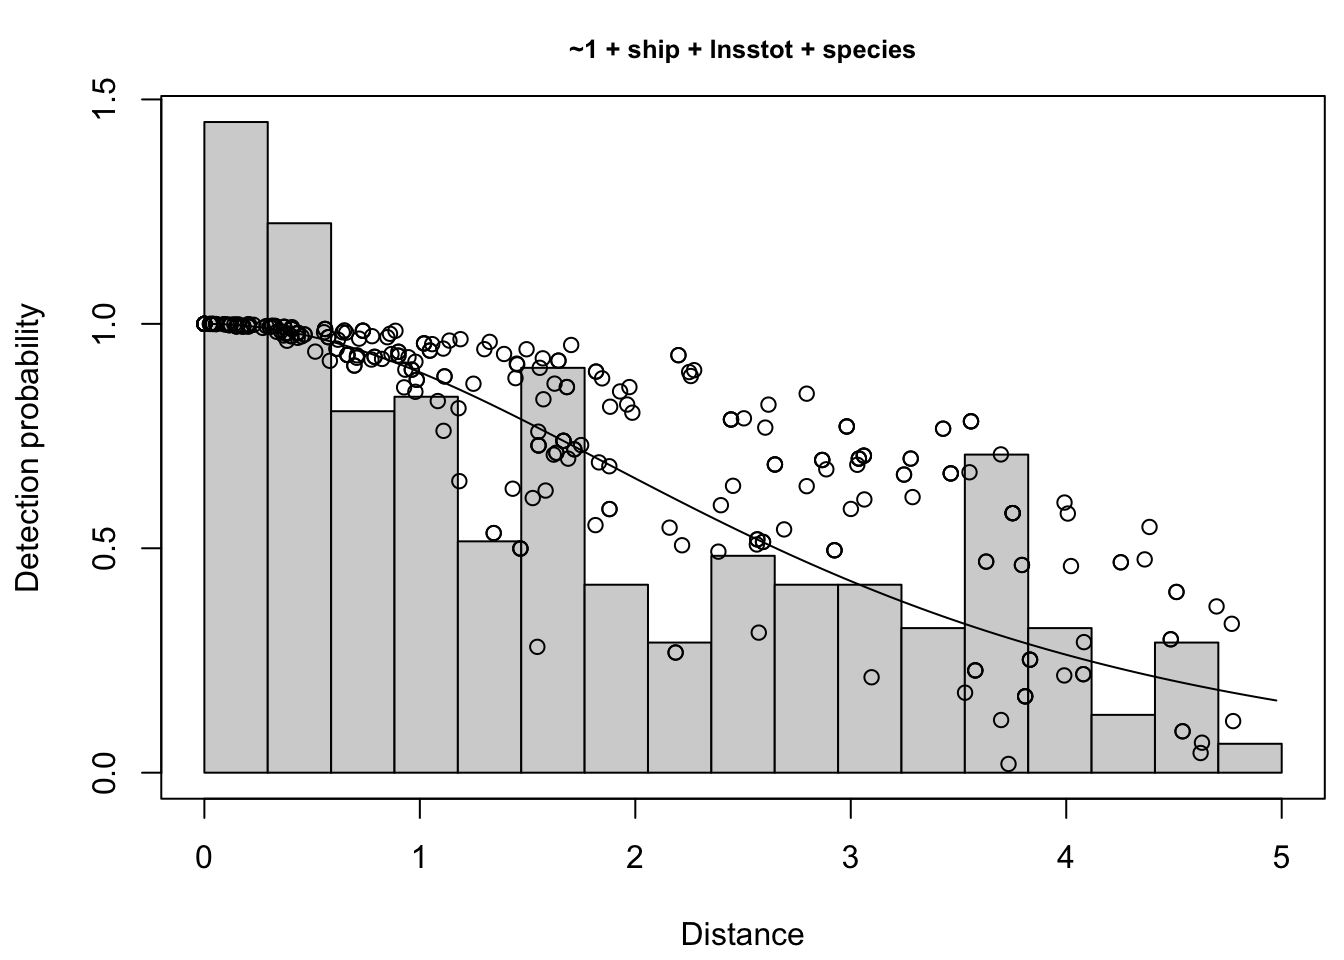 ~1 + ship + lnsstot + species
Detection probability
1.5
1.0
0.5
0.0
0 1 2 3 4 5
Distance